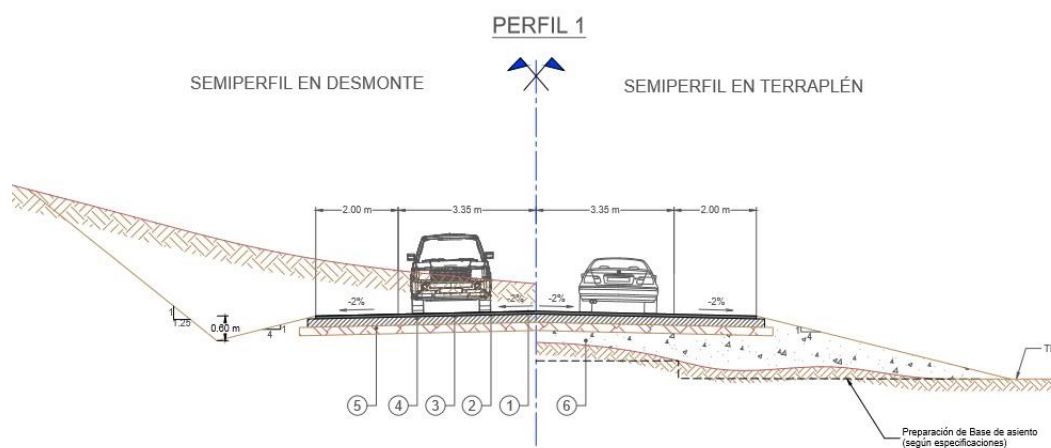 PERFIL 1
SEMIPERFIL EN DESMONTE
SEMIPERFIL EN TERRAPLÉN
2.00 m
3.35 m
3.35 m
2.00 m
-2%
-2%
-2%
-2%
1
1.25
0.60 m
1
4
4
5
4
3
2
1
6
Preparación de Base de asiento
(según especificaciones)